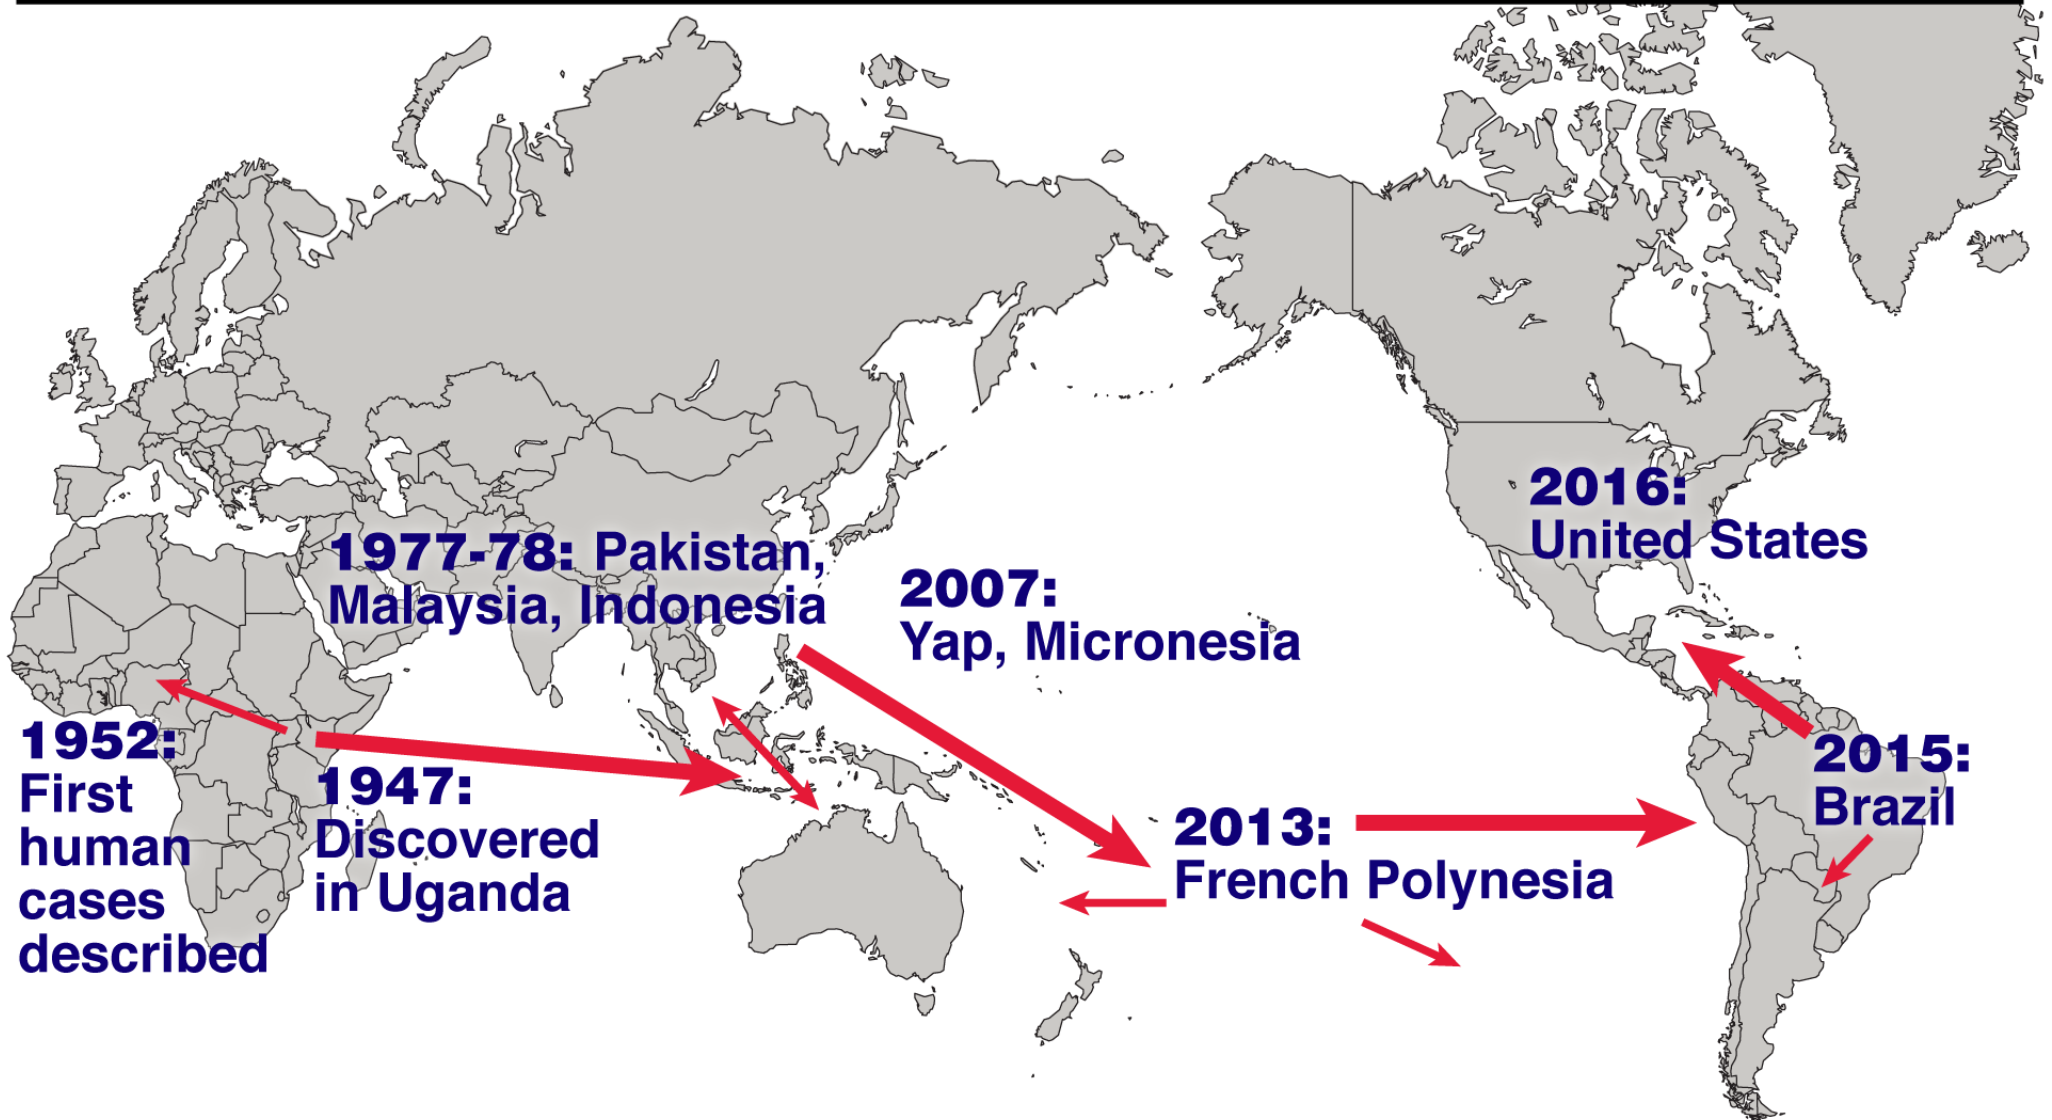 2016:
United States
1977-78: Pakistan,
Malaysia, Indonesia
2007:
Yap, Micronesia
1952:
First
human
cases
described
1947:
Discovered
in Uganda
2013:
French Polynesia
2015:
Brazil